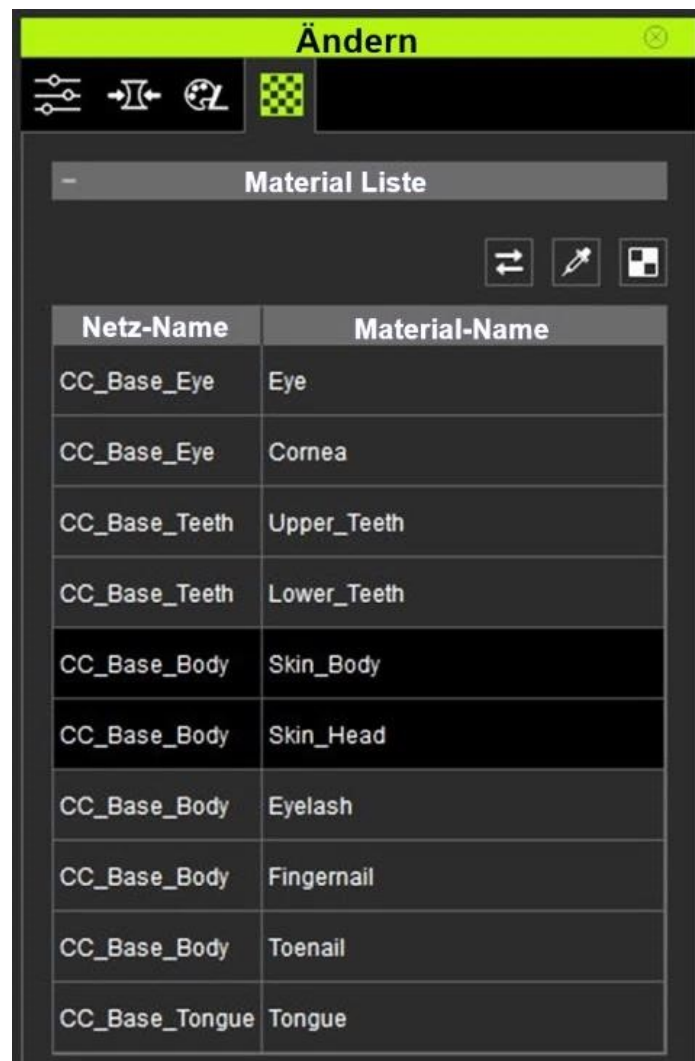 Ändern
Material Liste
Netz-Name Material-Name
CC_Base_Eye Eye
CC_Base_Eye Cornea
CC_Base_Teeth Upper_Teeth
CC_Base_Teeth Lower_Teeth
CC_Base_Body Skin_Body
CC_Base_Body Skin_Head
CC_Base_Body Eyelash
CC_Base_Body Fingernail
CC_Base_Body Toenail
CC_Base_Tongue Tongue